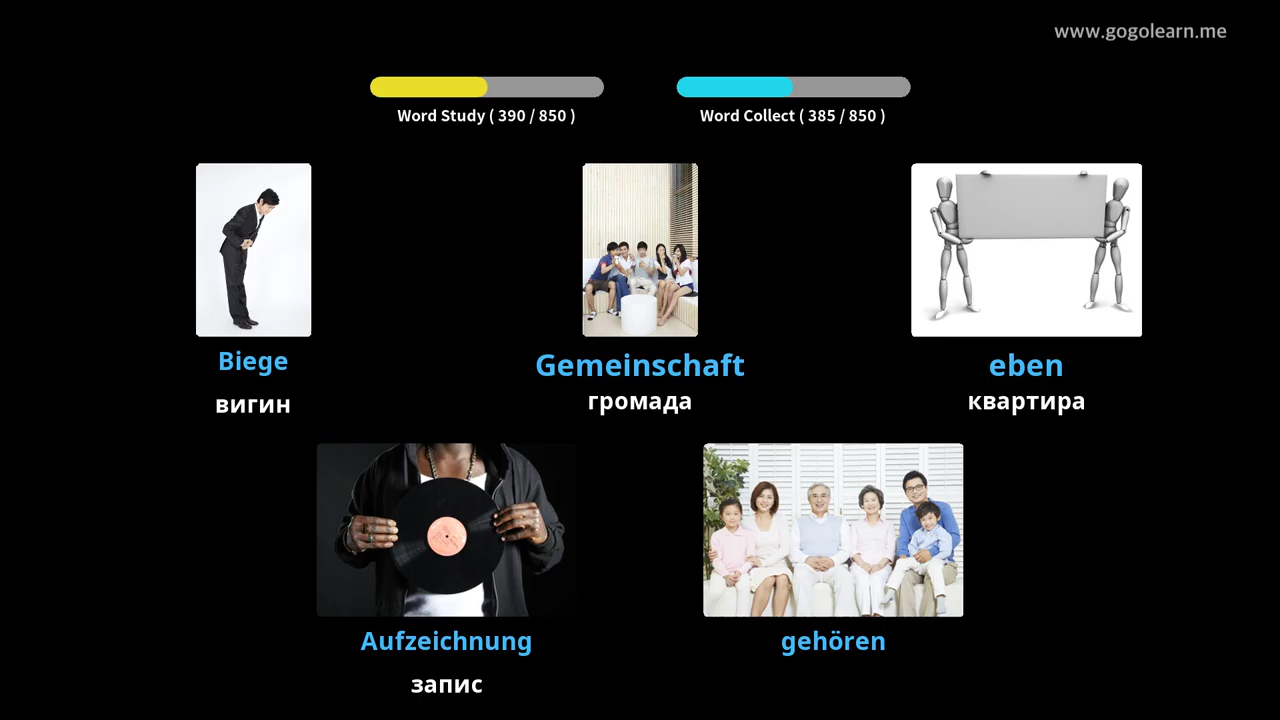 www.gogolearn.me
Word Study ( 390 / 850 )
Word Collect ( 385 / 850 )
Biege
вигин
Gemeinschaft
громада
eben
квартира
Aufzeichnung
запис
gehören